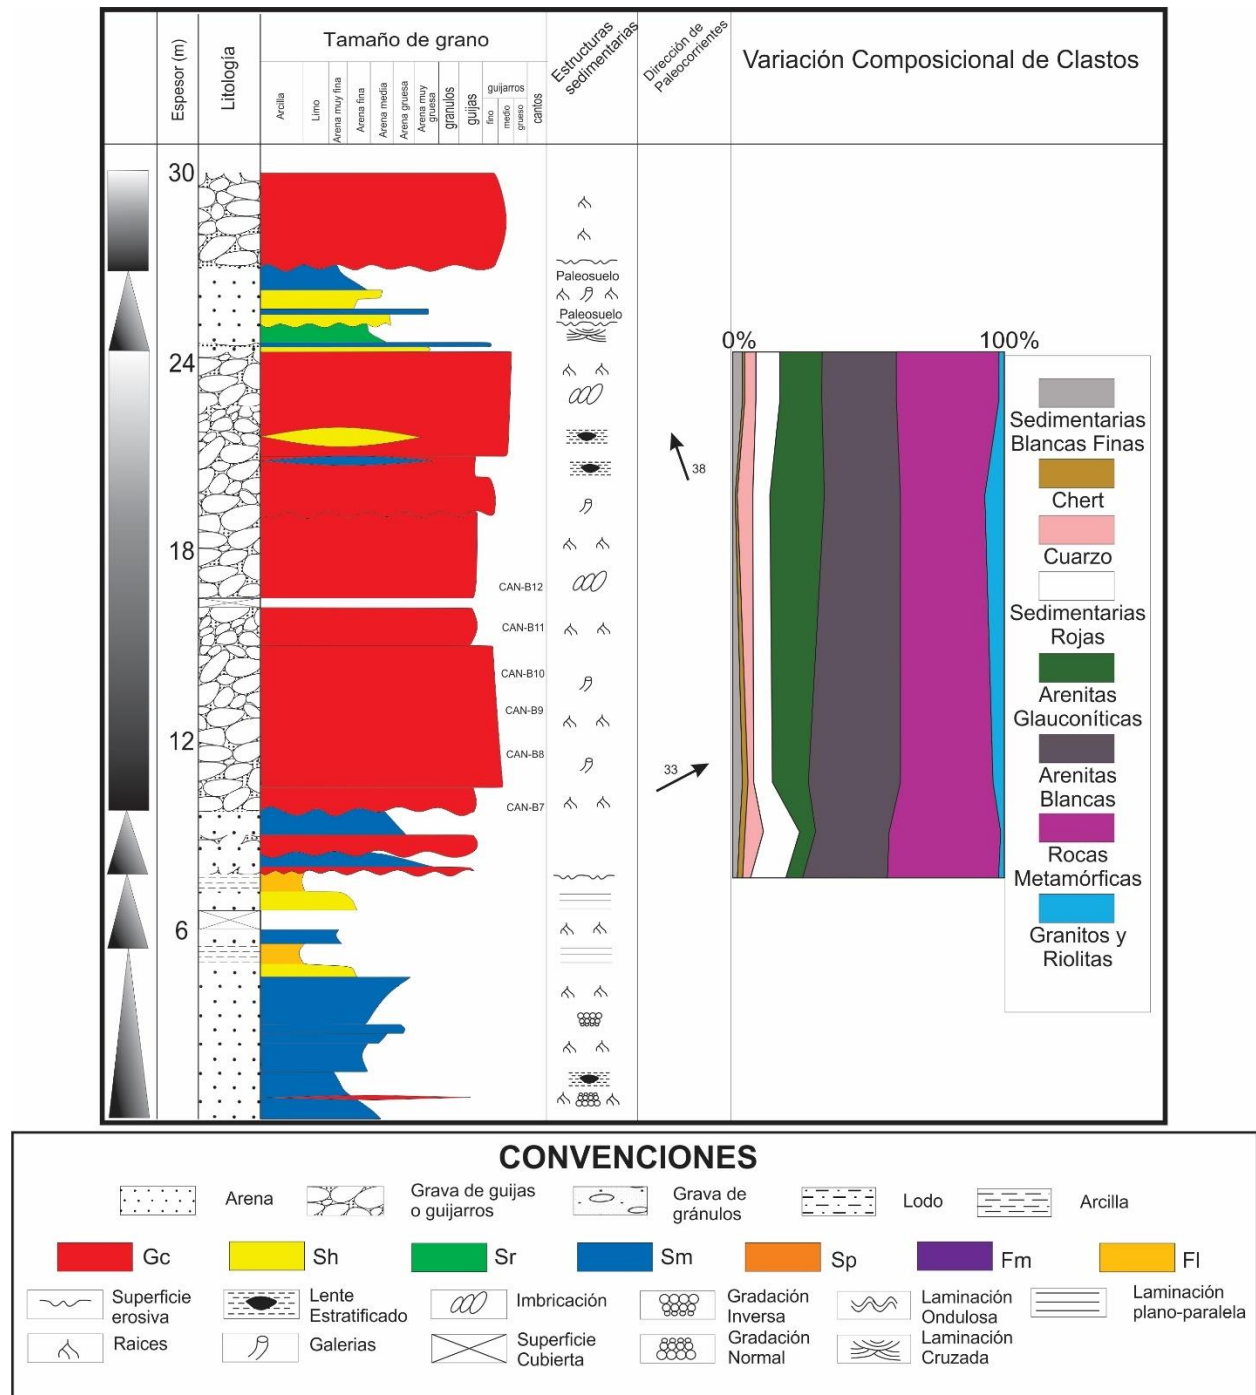 Espesor (m)
Litología
Tamaño de grano
Arcilla
Limo
Arena muy fina
Arena fina
Arena media
Arena gruesa
Arena muy
gruesa
granulos
guijas
guijarros
fino
medio
grueso
cantos
Estructuras
sedimentarias
Dirección de
Paleocorrientes
Variación Composicional de Clastos
30
Paleosuelo
Paleosuelo
0%
100%
24
38
18
CAN-B12
CAN-B11
CAN-B10
CAN-B9
12
CAN-B8
33
CAN-B7
6
Sedimentarias
Blancas Finas
Chert
Cuarzo
Sedimentarias
Rojas
Arenitas
Glauconíticas
Arenitas
Blancas
Rocas
Metamórficas
Granitos y
Riolitas
CONVENCIONES
Arena
Grava de guijas
o guijarros
Grava de
gránulos
Lodo
Arcilla
Gc
Sh
Sr
Sm
Sp
Fm
Fl
Superficie
erosiva
Lente
Estratificado
Imbricación
Gradación
Inversa
Laminación
Ondulosa
Laminación
plano-paralela
Raices
Galerias
Superficie
Cubierta
Gradación
Normal
Laminación
Cruzada